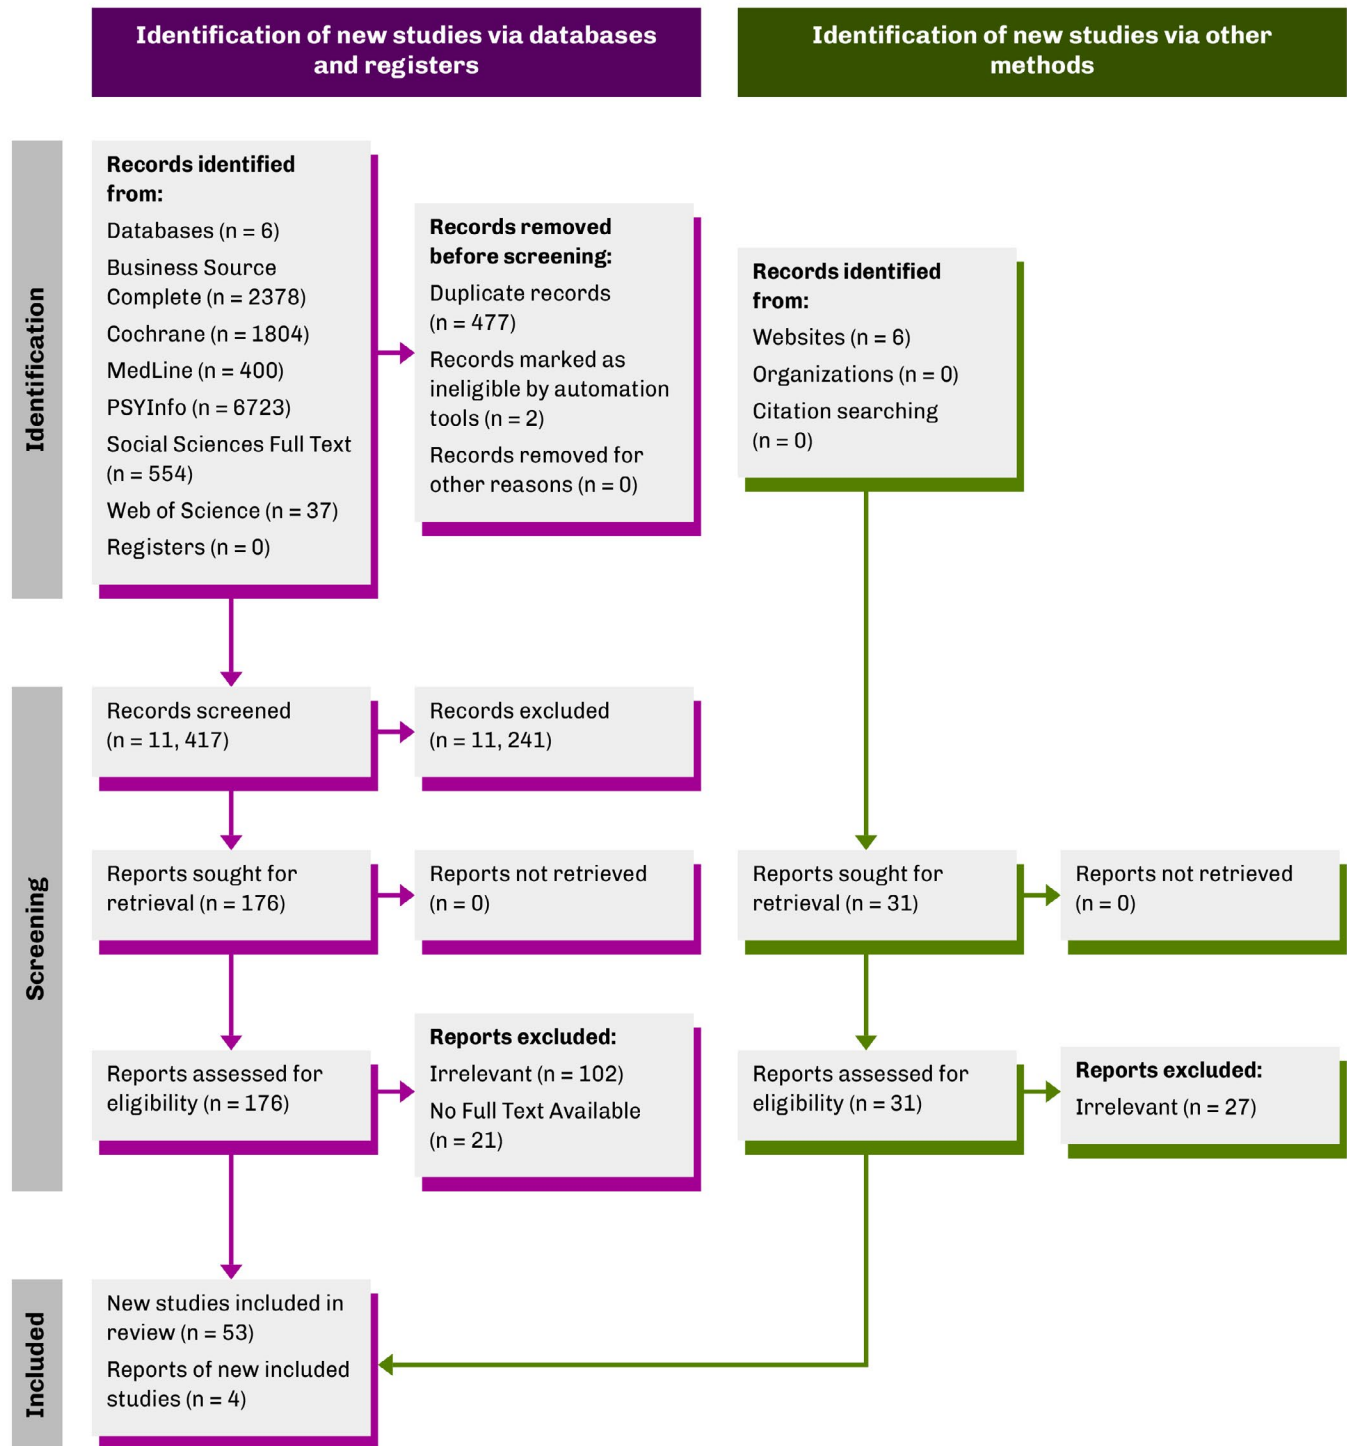 Identification of new studies via databases
and registers
Identification of new studies via other
methods
Identification
Records identified
from:
Databases (n = 6)
Business Source
Complete (n = 2378)
Cochrane (n = 1804)
MedLine (n = 400)
PSYInfo (n = 6723)
Social Sciences Full Text
(n = 554)
Web of Science (n = 37)
Registers (n = 0)
Records removed
before screening:
Duplicate records
(n = 477)
Records marked as
ineligible by automation
tools (n = 2)
Records removed for
other reasons (n = 0)
Records identified
from:
Websites (n = 6)
Organizations (n = 0)
Citation searching
(n = 0)
Screening
Records screened
(n = 11, 417)
Records excluded
(n = 11, 241)
Reports sought for
retrieval (n = 176)
Reports not retrieved
(n = 0)
Reports sought for
retrieval (n = 31)
Reports not retrieved
(n = 0)
Reports assessed for
eligibility (n = 176)
Reports excluded:
Irrelevant (n = 102)
No Full Text Available
(n = 21)
Reports assessed for
eligibility (n = 31)
Reports excluded:
Irrelevant (n = 27)
Included
New studies included in
review (n = 53)
Reports of new included
studies (n = 4)